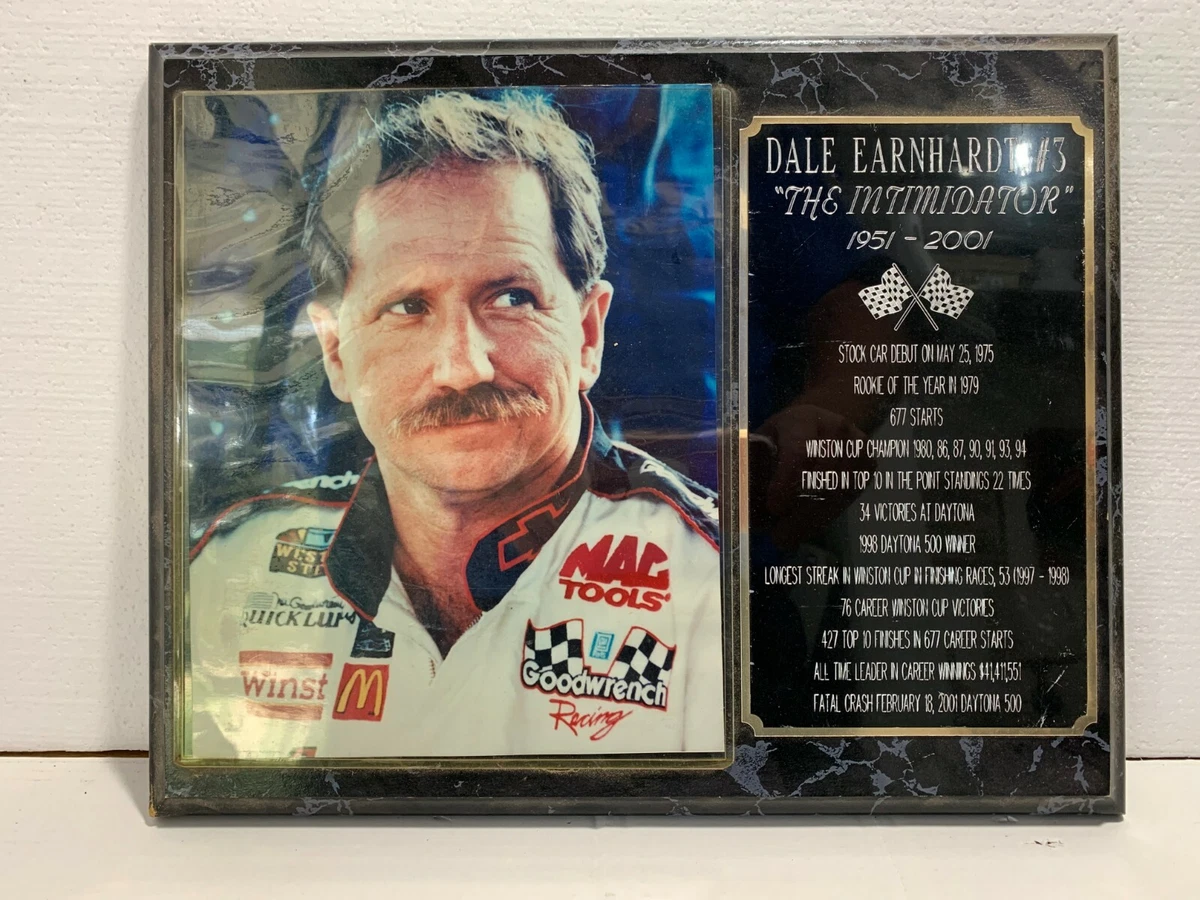 DALE EARNHARDT #3
"THE INTIMIDATOR"
1951 - 2001
STOCK CAR DEBUT ON MAY 25, 1975
ROOKIE OF THE YEAR IN 1979
677 STARTS
WINSTON CUP CHAMPION 1980, 86, 87, 90, 91, 93, 94
FINISHED IN TOP 10 IN THE POINT STANDINGS 22 TIMES
34 VICTORIES AT DAYTONA
1998 DAYTONA 500 WINNER
LONGEST STREAK IN WINSTON CUP IN FINISHING RACES, 53 (1997 - 1998)
76 CAREER WINSTON CUP VICTORIES
427 TOP 10 FINISHES IN 677 CAREER STARTS
ALL TIME LEADER IN CAREER WINNINGS $41,411,551
FATAL CRASH FEBRUARY 18, 2001 DAYTONA 500
MAC
TOOLS
Goodwrench
Racing
Winst
M